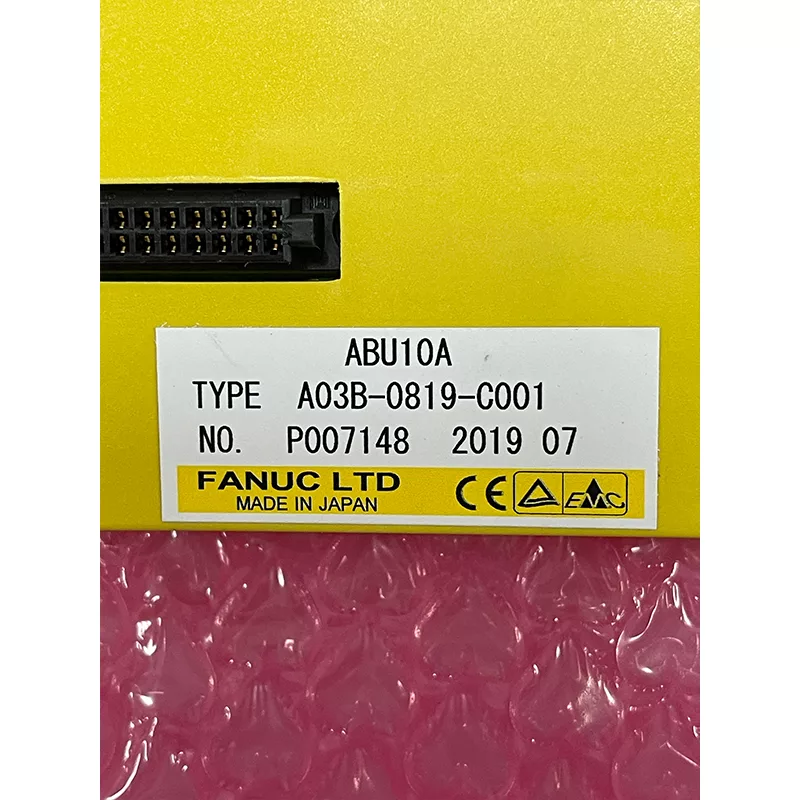 ABU10A
TYPE A03B-0819-C001
NO. P007148 2019 07
FANUC LTD
MADE IN JAPAN
CE EMC